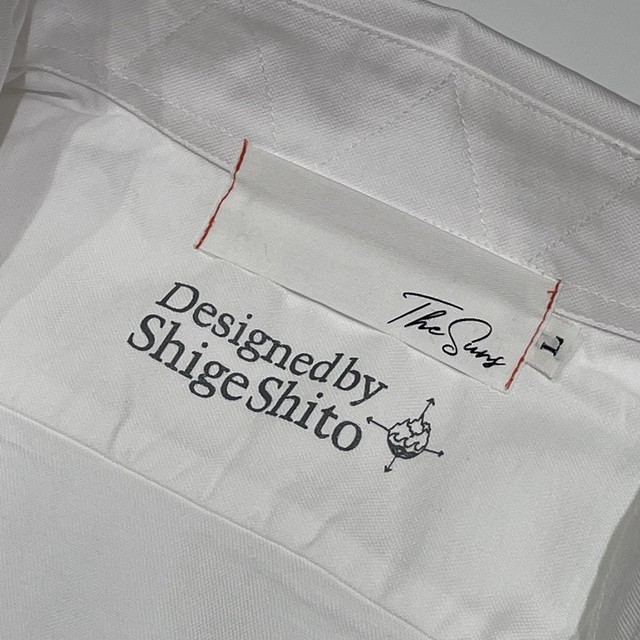 The Suns
L
Designedby
ShigeShito